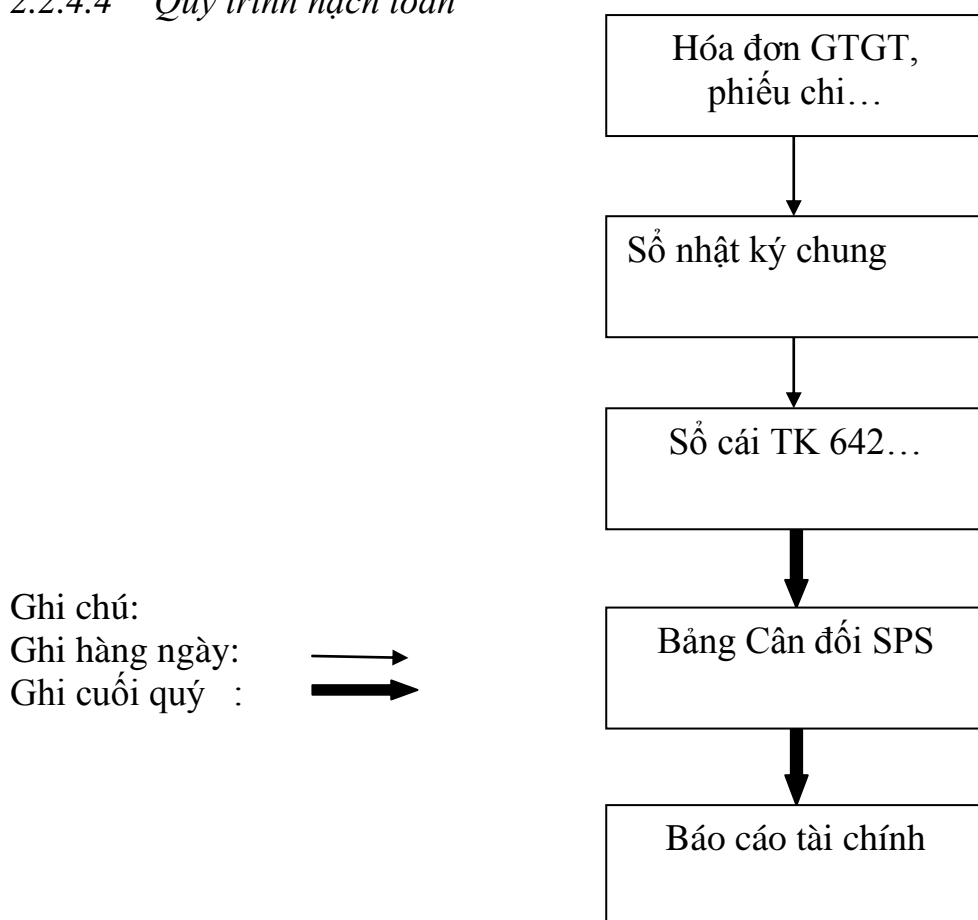 2.2.4.4 Quy trình hạch toán
Hóa đơn GTGT,
phiếu chi…
Sổ nhật ký chung
Sổ cái TK 642…
Ghi chú:
Ghi hàng ngày:
Ghi cuối quý :
Bảng Cân đối SPS
Báo cáo tài chính